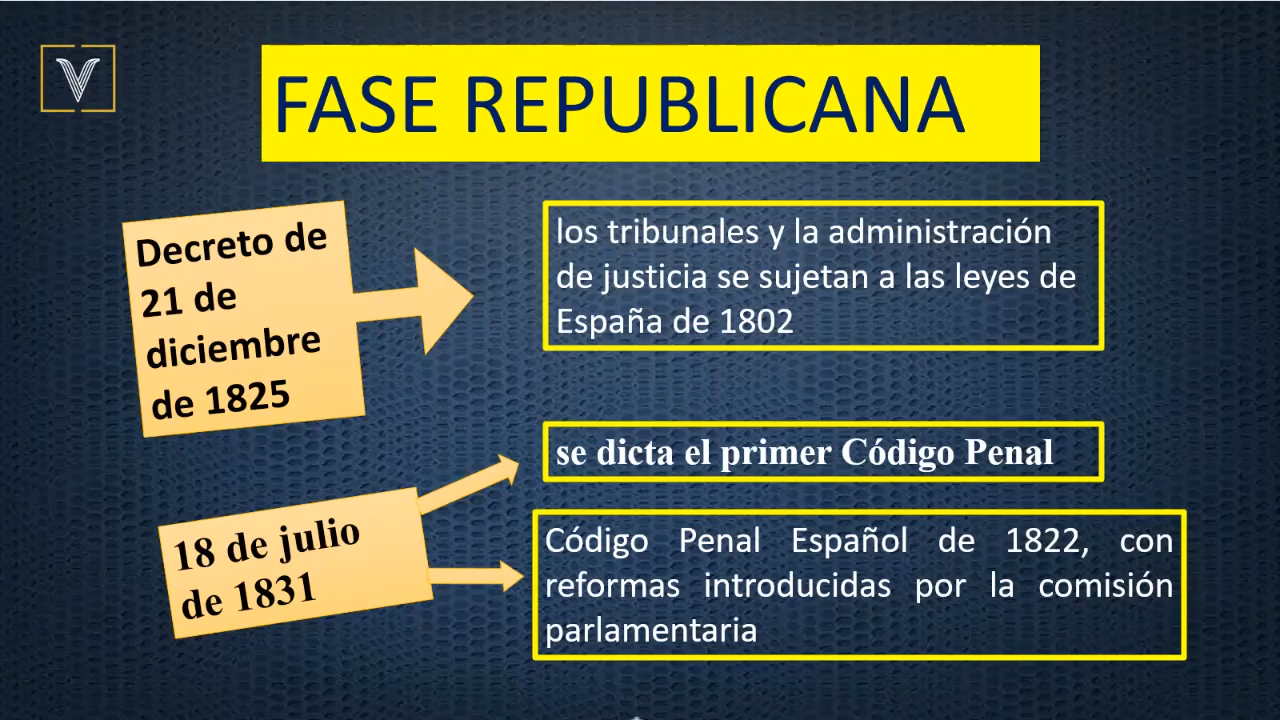 V
FASE REPUBLICANA
Decreto de
21 de
diciembre
de 1825
los tribunales y la administración
de justicia se sujetan a las leyes de
España de 1802
18 de julio
de 1831
se dicta el primer Código Penal
Código Penal Español de 1822, con
reformas introducidas por la comisión
parlamentaria